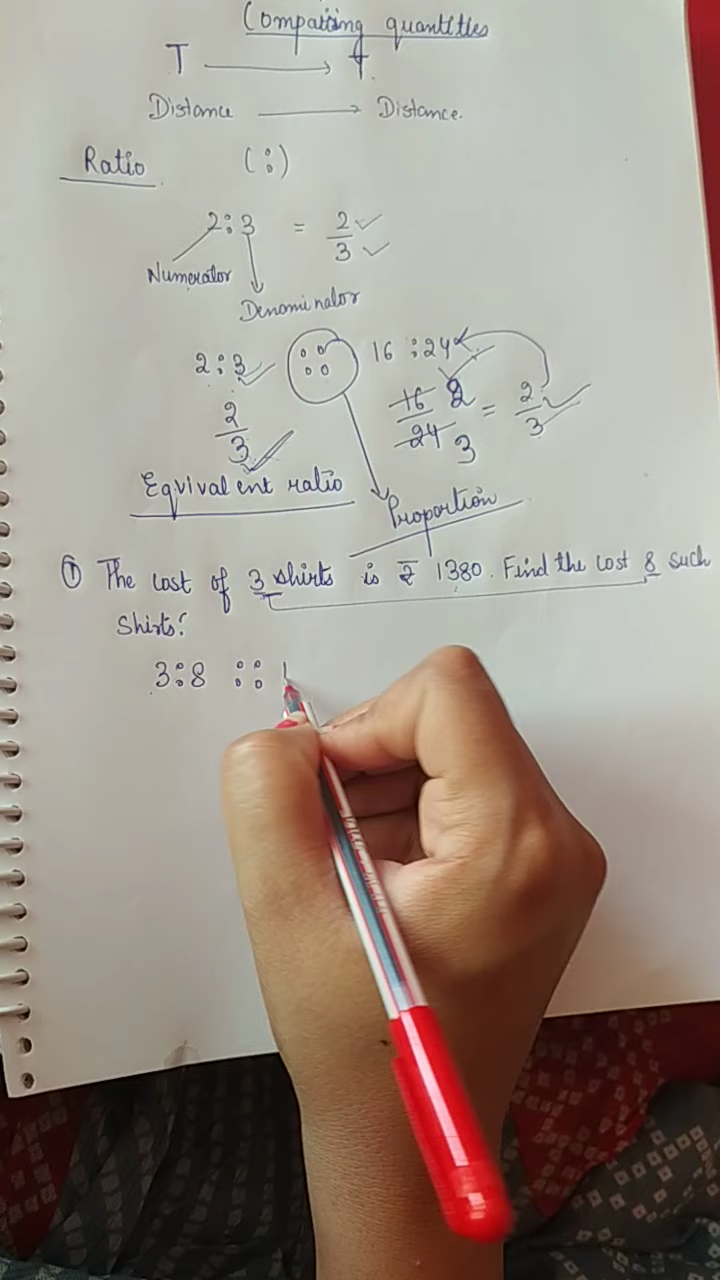 Comparing quantities
T → T
Distance → Distance.
Ratio (:)
2:3 = 2/3
Numerator
Denominator
2:3 :: 16:24
2/3 16/24 2/3 = 2/3
Eqvivalent ratio
Proportion
① The cost of 3 shirts is ₹ 1380. Find the cost 8 such
Shirts?
3:8 :: 1